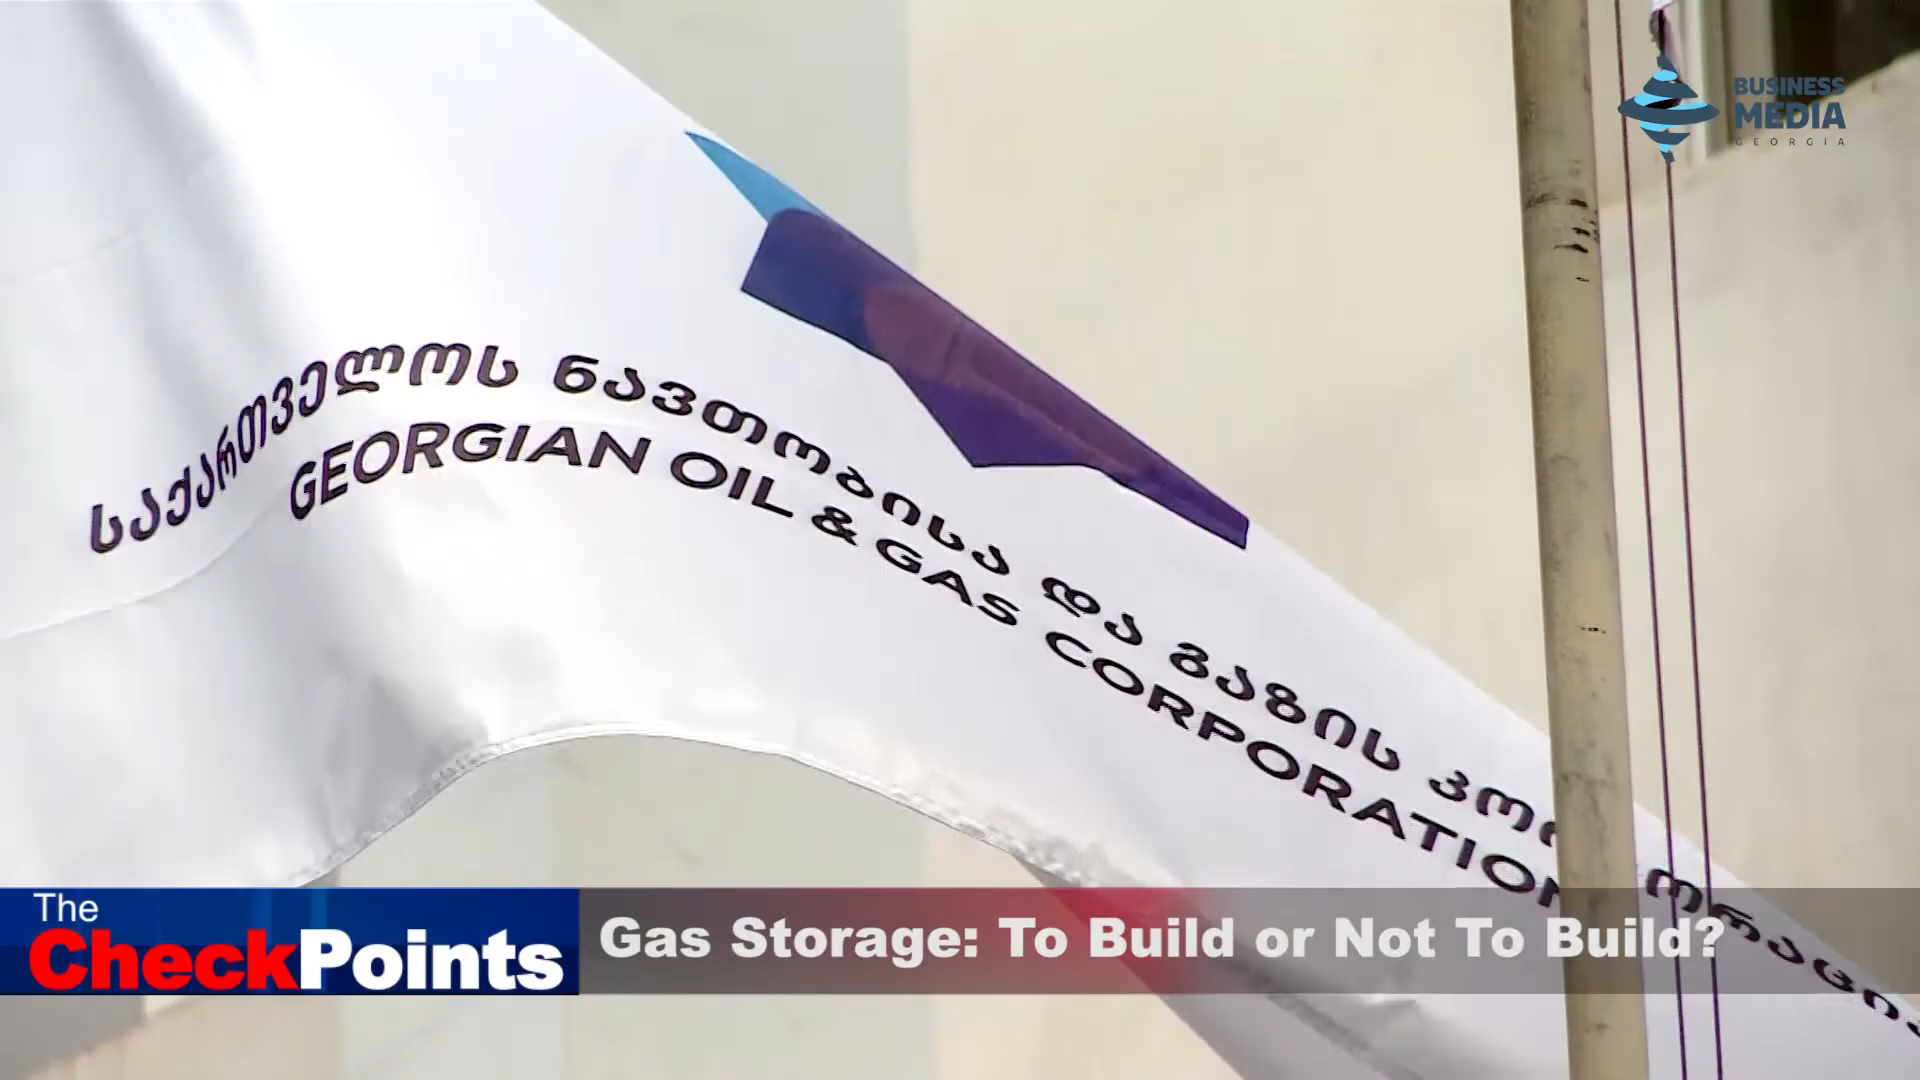 BUSINESS
MEDIA
GEORGIA
საქართველოს ნავთობისა და გაზის
GEORGIAN OIL & GAS CORPORATION
The
CheckPoints
Gas Storage: To Build or Not To Build?